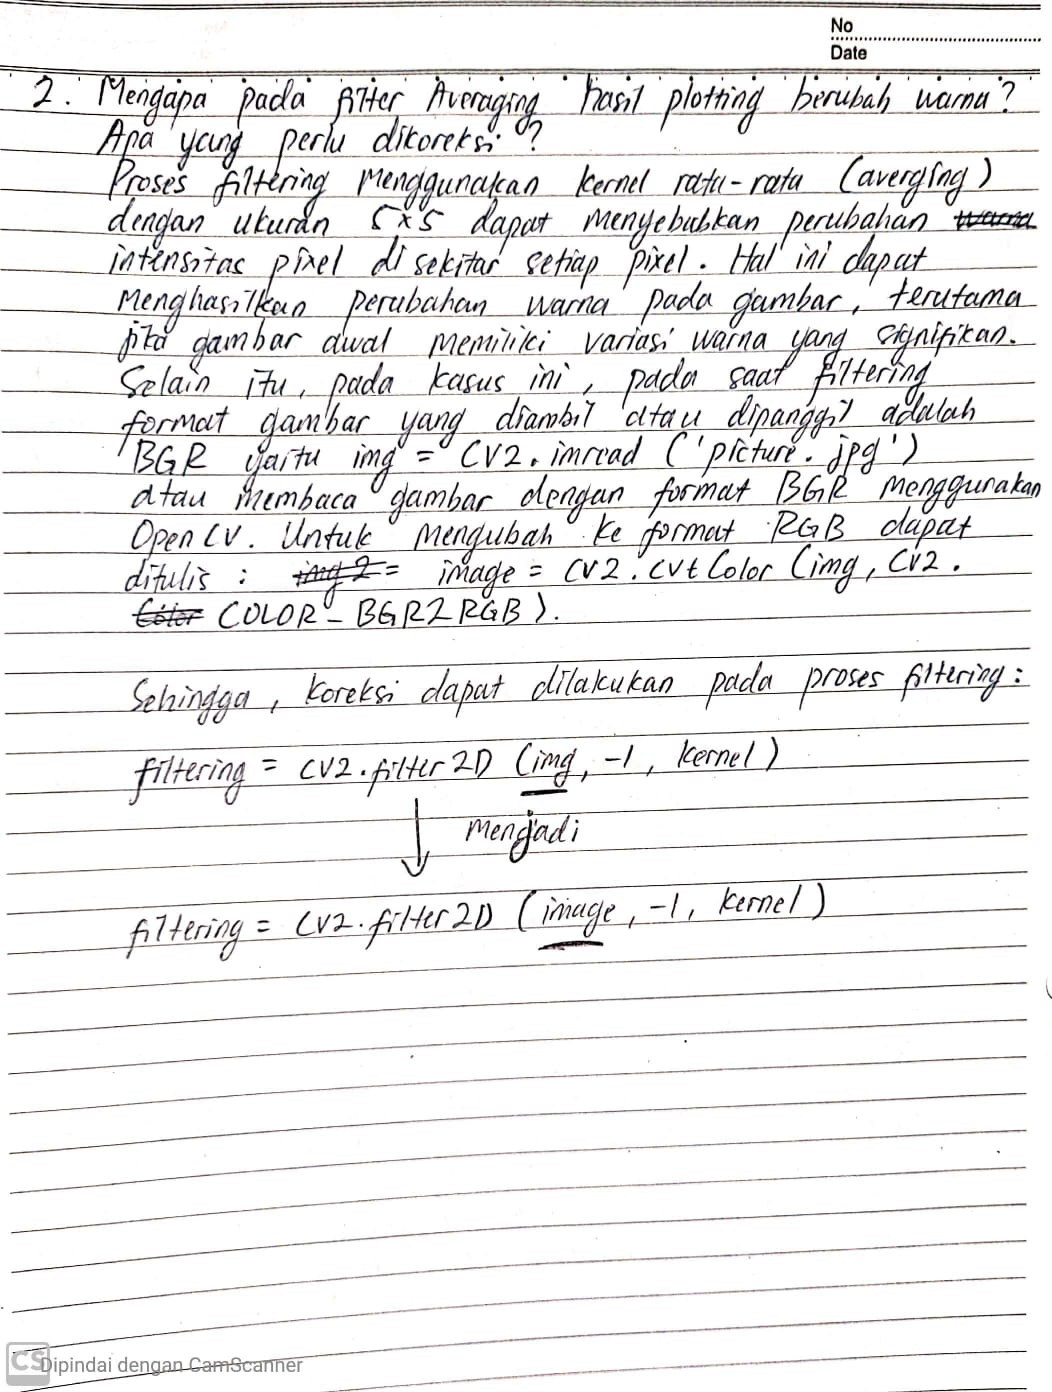 No
Date
2. Mengapa pada filter Averaging hasil plotting berubah warna?
Apa yang perlu dikoreksi?
Proses filtering menggunakan kernel rata-rata (averging)
dengan ukuran 5x5 dapat menyebabkan perubahan warna
intensitas pixel di sekitar setiap pixel. Hal ini dapat
menghasilkan perubahan warna pada gambar, terutama
jika gambar awal memiliki variasi warna yang signifikan.
Selain itu, pada kasus ini, pada saat filtering
format gambar yang diambil atau dipanggil adalah
BGR yaitu img = cv2.imread ('picture.jpg')
atau membaca gambar dengan format BGR menggunakan
Open CV. Untuk mengubah ke format RGB dapat
ditulis : img2 = image = cv2.cvtColor (img, cv2.
Color COLOR_BGR2RGB).
Sehingga, koreksi dapat dilakukan pada proses filtering:
filtering = cv2.filter2D (img, -1, kernel)
menjadi
filtering = cv2.filter2D (image, -1, kernel)
CS Dipindai dengan CamScanner